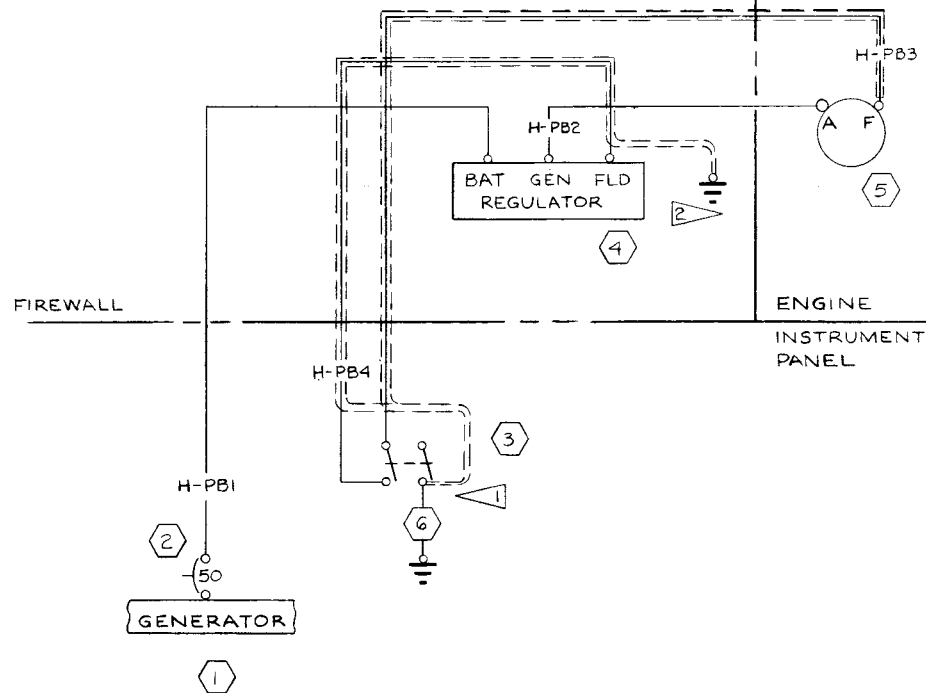 H-PB3
A F
H-PB2
BAT GEN FLD
REGULATOR
5
2
4
FIREWALL
ENGINE
INSTRUMENT
PANEL
H-PB4
3
H-PB1
1
6
2
50
GENERATOR
1